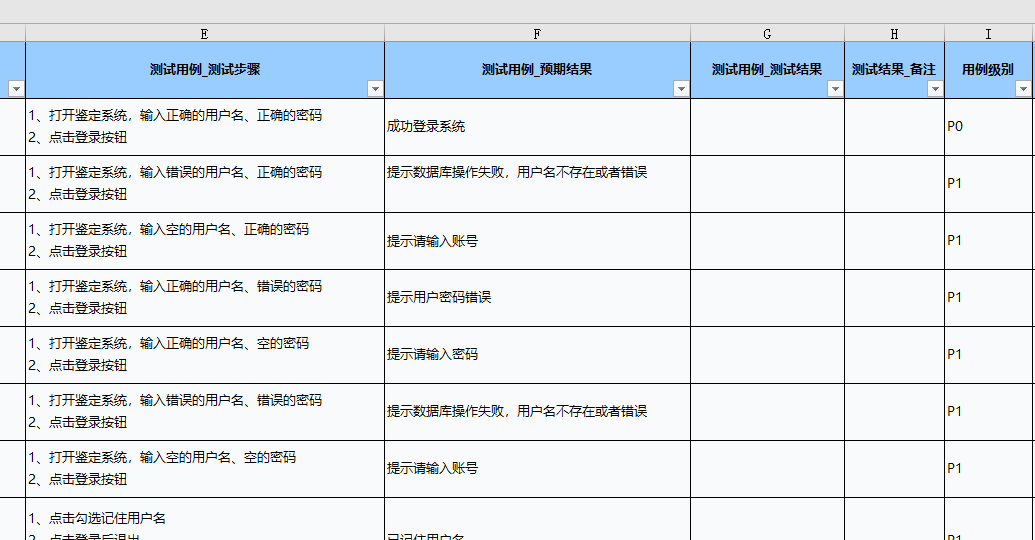 E F G H I
测试用例_测试步骤 测试用例_预期结果 测试用例_测试结果 测试结果_备注 用例级别
1、打开鉴定系统，输入正确的用户名、正确的密码
2、点击登录按钮
成功登录系统
P0
1、打开鉴定系统，输入错误的用户名、正确的密码
2、点击登录按钮
提示数据库操作失败，用户名不存在或者错误
P1
1、打开鉴定系统，输入空的用户名、正确的密码
2、点击登录按钮
提示请输入账号
P1
1、打开鉴定系统，输入正确的用户名、错误的密码
2、点击登录按钮
提示用户密码错误
P1
1、打开鉴定系统，输入正确的用户名、空的密码
2、点击登录按钮
提示请输入密码
P1
1、打开鉴定系统，输入错误的用户名、错误的密码
2、点击登录按钮
提示数据库操作失败，用户名不存在或者错误
P1
1、打开鉴定系统，输入空的用户名、空的密码
2、点击登录按钮
提示请输入账号
P1
1、点击勾选记住用户名
2、点击登录后退出
已记住用户名
P1